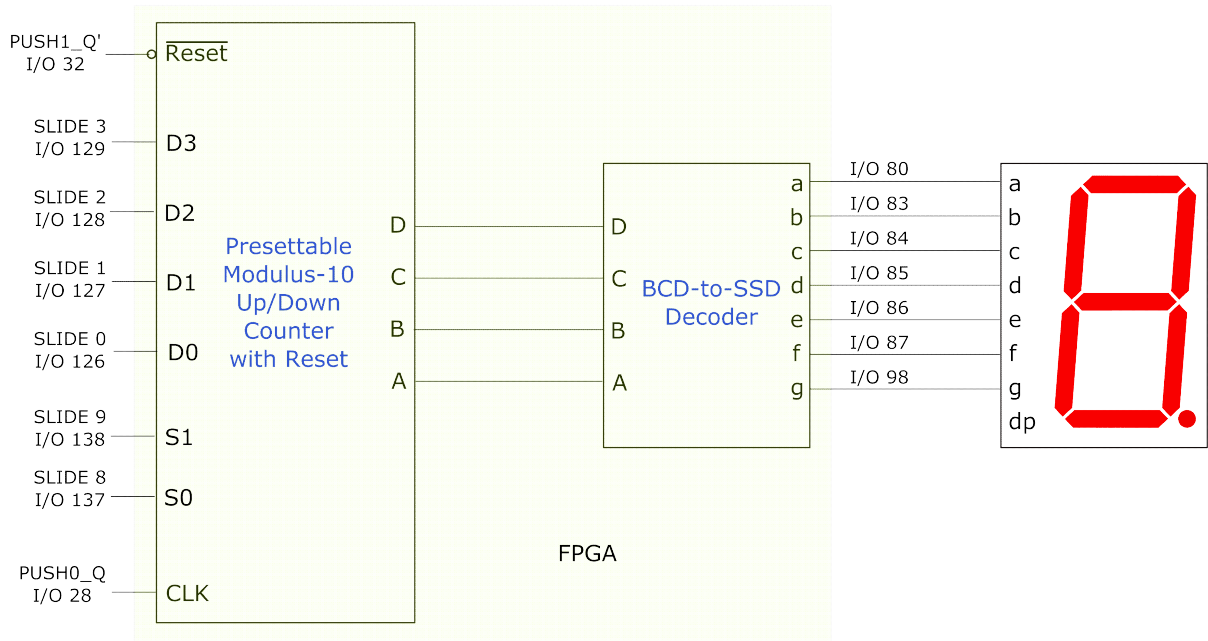 PUSH1_Q'
I/O 32
Reset
SLIDE 3
I/O 129
D3
SLIDE 2
I/O 128
D2
SLIDE 1
I/O 127
D1
SLIDE 0
I/O 126
D0
SLIDE 9
I/O 138
S1
SLIDE 8
I/O 137
S0
PUSH0_Q
I/O 28
CLK
Presettable
Modulus-10
Up/Down
Counter
with Reset
D
C
B
A
D
C
B
A
BCD-to-SSD
Decoder
a
b
c
d
e
f
g
I/O 80
I/O 83
I/O 84
I/O 85
I/O 86
I/O 87
I/O 98
a
b
c
d
e
f
g
dp
FPGA